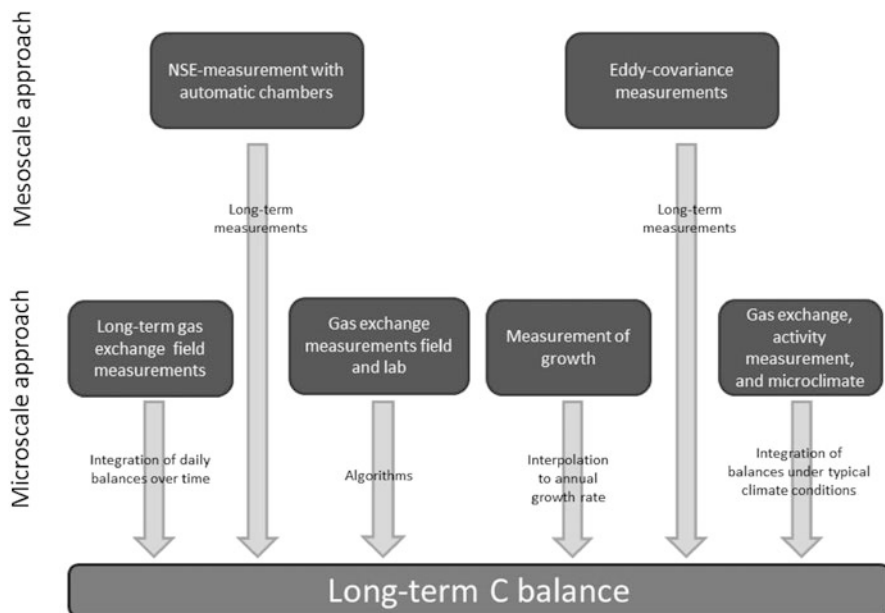 Mesoscale approach
NSE-measurement with
automatic chambers
Eddy-covariance
measurements
Long-term
measurements
Long-term
measurements
Microscale approach
Long-term gas
exchange field
measurements
Gas exchange
measurements field
and lab
Measurement of
growth
Gas exchange,
activity
measurement,
and microclimate
Integration of daily
balances over time
Algorithms
Interpolation
to annual
growth rate
Integration of
balances under typical
climate conditions
Long-term C balance